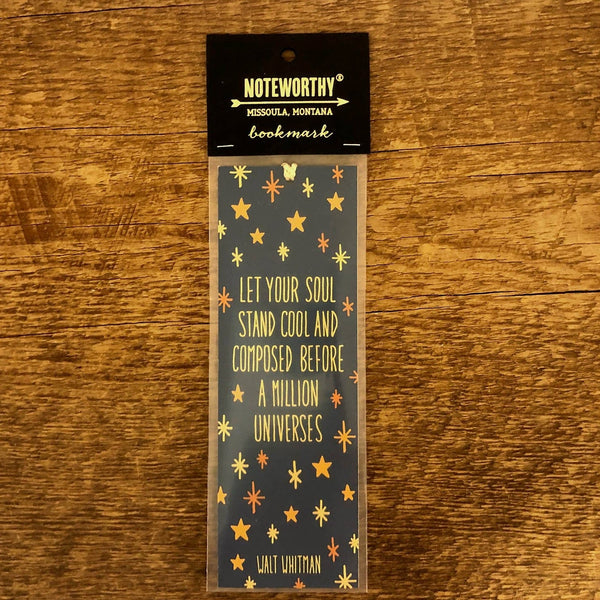 NOTEWORTHY®
MISSOULA, MONTANA
bookmark
LET YOUR SOUL
STAND COOL AND
COMPOSED BEFORE
A MILLION
UNIVERSES
WALT WHITMAN